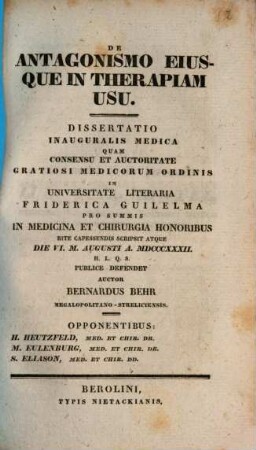 DE
ANTAGONISMO EIUS-
QUE IN THERAPIAM
USU.
DISSERTATIO
INAUGURALIS MEDICA
QUAM
CONSENSU ET AUCTORITATE
GRATIOSI MEDICORUM ORDINIS
IN
UNIVERSITATE LITERARIA
FRIDERICA GUILELMA
PRO SUMMIS
IN MEDICINA ET CHIRURGIA HONORIBUS
RITE CAPESSENDIS SCRIPSIT ATQUE
DIE VI. M. AUGUSTI A. MDCCCXXXII.
H. L. Q. S.
PUBLICE DEFENDET
AUCTOR
BERNARDUS BEHR
MEGALOPOLITANO-STRELICIENSIS.
OPPONENTIBUS:
H. HEUTZFELD, MED. ET CHIR. DR.
M. EULENBURG, MED. ET CHIR. DR.
S. ELIASON, MED. ET CHIR. DD.
BEROLINI,
TYPIS NIETACKIANIS.